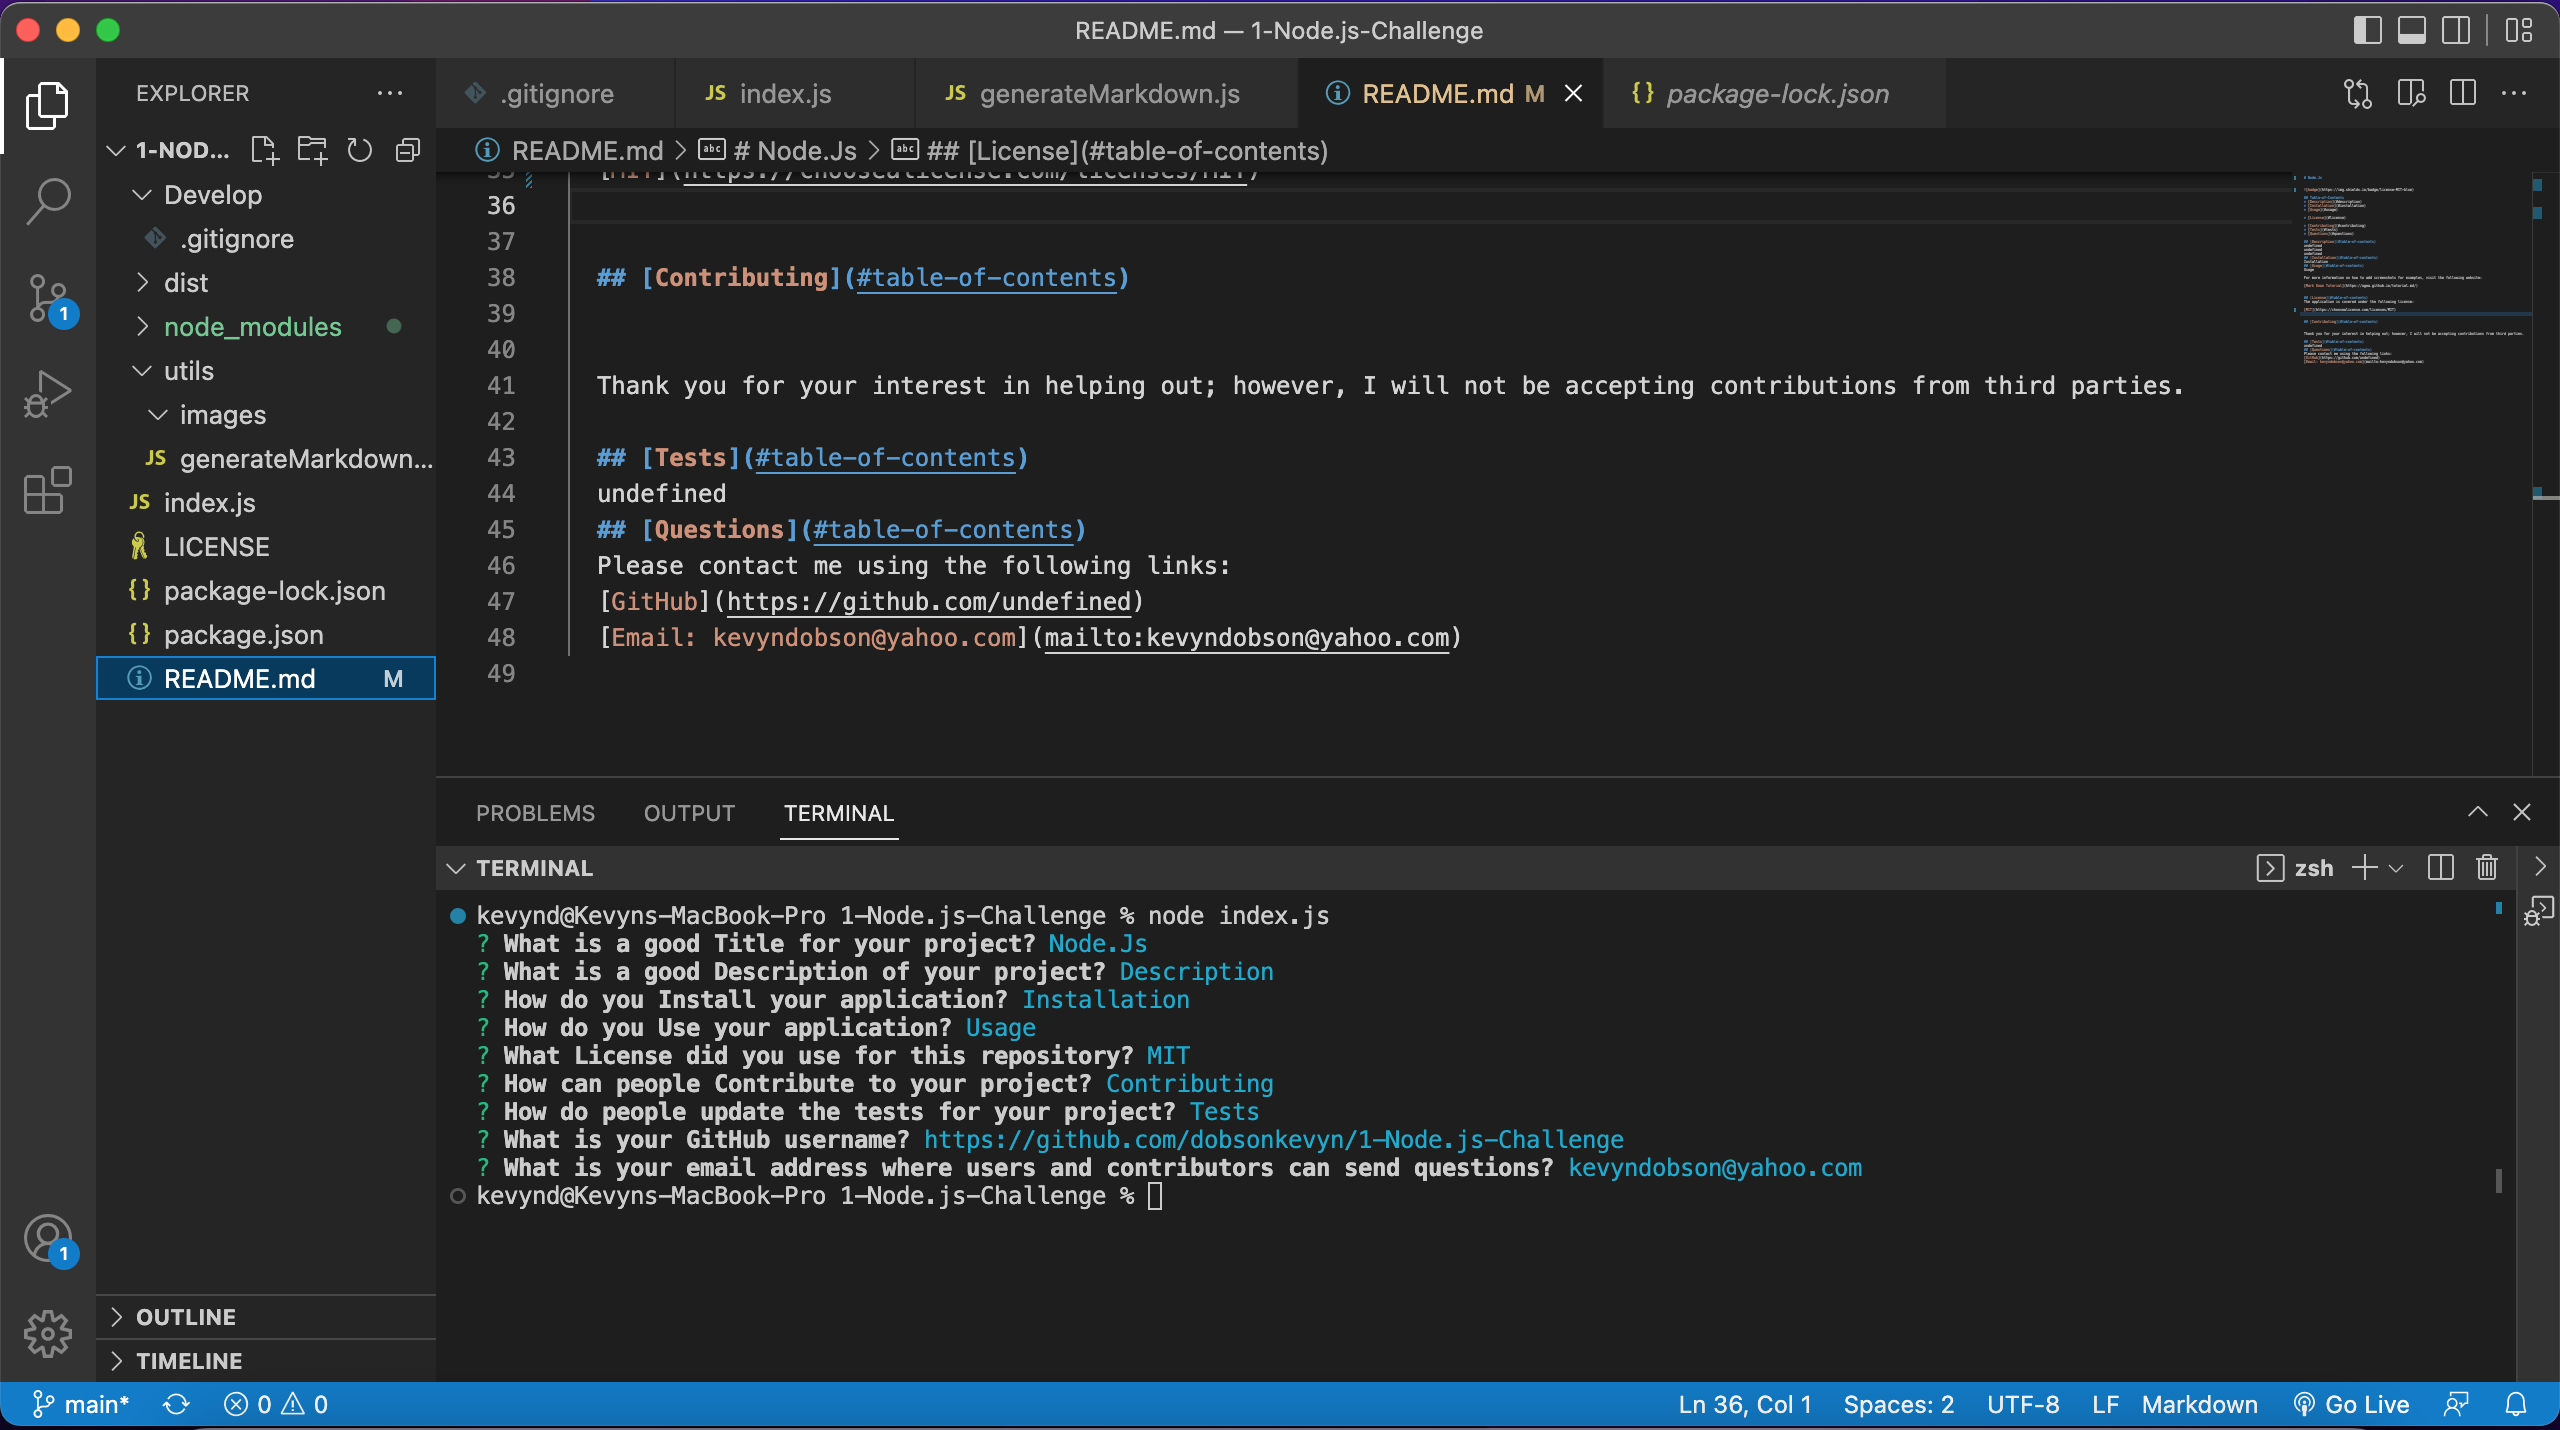 README.md — 1-Node.js-Challenge
EXPLORER
.gitignore
JS index.js
JS generateMarkdown.js
README.md M
{} package-lock.json
1-NOD...
README.md > # Node.Js > ## [License](#table-of-contents)
Develop
.gitignore
dist
node_modules
utils
images
JS generateMarkdown...
JS index.js
LICENSE
{} package-lock.json
{} package.json
README.md M
OUTLINE
TIMELINE
1
1
35 [MIT](https://choosealicense.com/licenses/MIT)
36
37
38 ## [Contributing](#table-of-contents)
39
40
41 Thank you for your interest in helping out; however, I will not be accepting contributions from third parties.
42
43 ## [Tests](#table-of-contents)
44 undefined
45 ## [Questions](#table-of-contents)
46 Please contact me using the following links:
47 [GitHub](https://github.com/undefined)
48 [Email: kevyndobson@yahoo.com](mailto:kevyndobson@yahoo.com)
49
PROBLEMS OUTPUT TERMINAL
TERMINAL
zsh
kevynd@Kevyns-MacBook-Pro 1-Node.js-Challenge % node index.js
? What is a good Title for your project? Node.Js
? What is a good Description of your project? Description
? How do you Install your application? Installation
? How do you Use your application? Usage
? What License did you use for this repository? MIT
? How can people Contribute to your project? Contributing
? How do people update the tests for your project? Tests
? What is your GitHub username? https://github.com/dobsonkevyn/1-Node.js-Challenge
? What is your email address where users and contributors can send questions? kevyndobson@yahoo.com
kevynd@Kevyns-MacBook-Pro 1-Node.js-Challenge %
main* 0 0
Ln 36, Col 1 Spaces: 2 UTF-8 LF Markdown Go Live